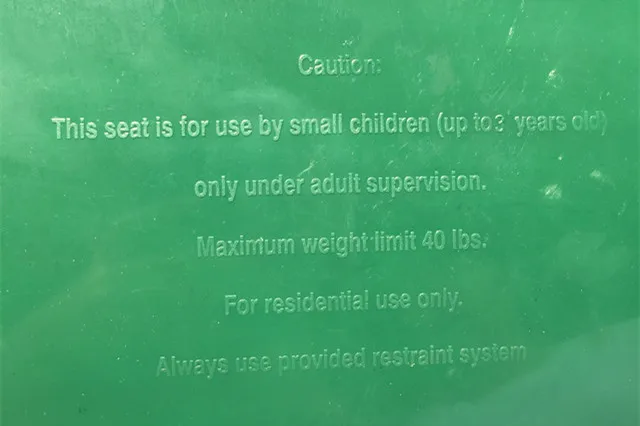 Caution:
This seat is for use by small children (up to 3 years old)
only under adult supervision.
Maximum weight limit 40 lbs.
For residential use only.
Always use provided restraint system